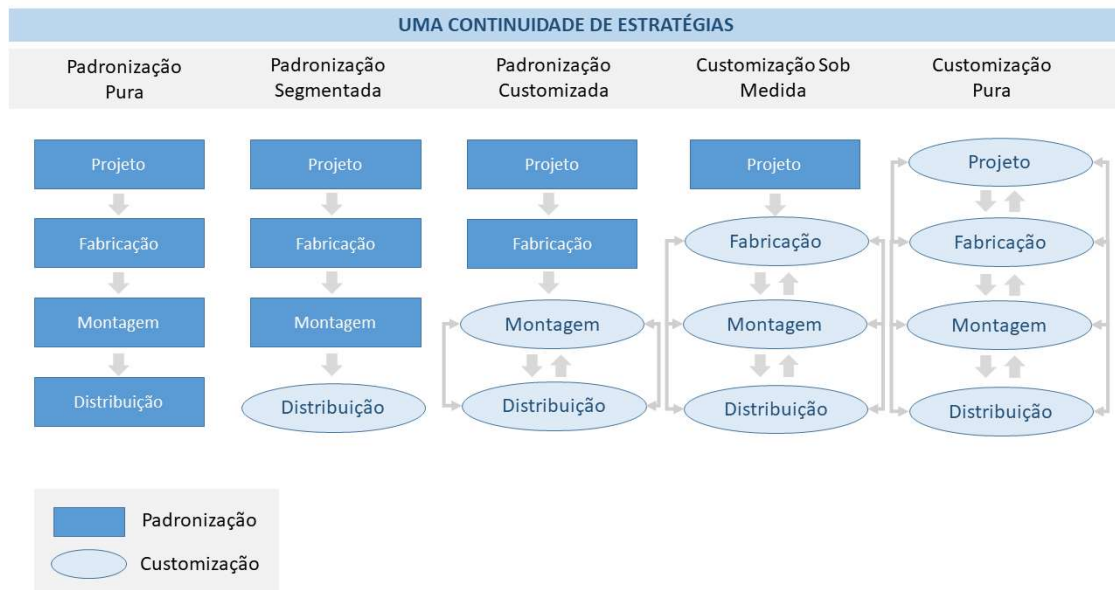 UMA CONTINUIDADE DE ESTRATÉGIAS
Padronização
Pura
Padronização
Segmentada
Padronização
Customizada
Customização Sob
Medida
Customização
Pura
Projeto
Fabricação
Montagem
Distribuição
Projeto
Fabricação
Montagem
Distribuição
Projeto
Fabricação
Montagem
Distribuição
Projeto
Fabricação
Montagem
Distribuição
Projeto
Fabricação
Montagem
Distribuição
Padronização
Customização